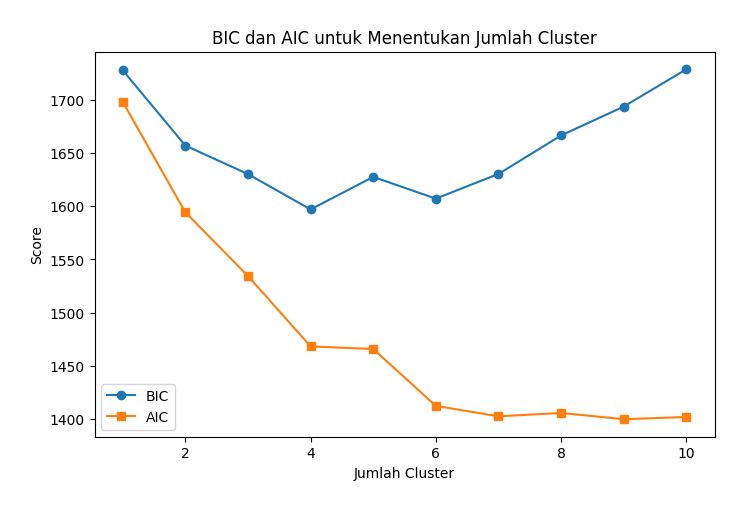 BIC dan AIC untuk Menentukan Jumlah Cluster
Score
1700
1650
1600
1550
1500
1450
1400
BIC
AIC
2 4 6 8 10
Jumlah Cluster